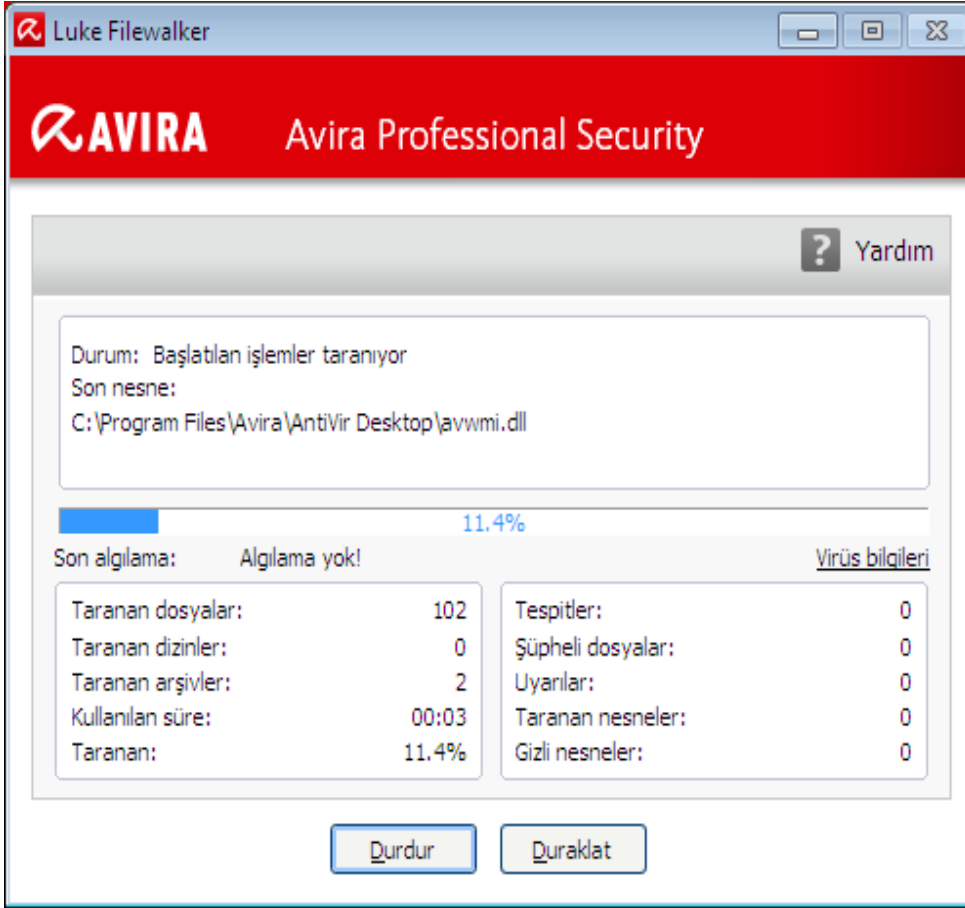 Luke Filewalker
AVIRA Avira Professional Security
? Yardım
Durum: Başlatılan işlemler taranıyor
Son nesne:
C:\Program Files\Avira\AntiVir Desktop\avwmi.dll
11.4%
Son algılama: Algılama yok! Virüs bilgileri
Taranan dosyalar: 102
Taranan dizinler: 0
Taranan arşivler: 2
Kullanılan süre: 00:03
Taranan: 11.4%
Tespitler: 0
Şüpheli dosyalar: 0
Uyarılar: 0
Taranan nesneler: 0
Gizli nesneler: 0
Durdur Duraklat